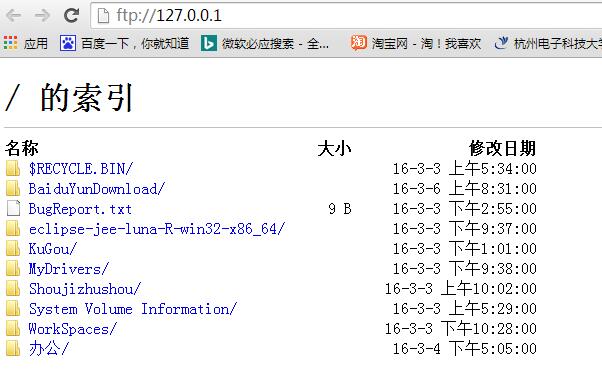 ftp://127.0.0.1
应用 百度一下，你就知道 微软必应搜索 - 全... 淘宝网 - 淘！我喜欢 杭州电子科技大学
/ 的索引
名称 大小 修改日期
$RECYCLE.BIN/ 16-3-3 上午5:34:00
BaiduYunDownload/ 16-3-6 上午8:31:00
BugReport.txt 9 B 16-3-3 下午2:55:00
eclipse-jee-luna-R-win32-x86_64/ 16-3-3 下午9:37:00
KuGou/ 16-3-3 下午1:01:00
MyDrivers/ 16-3-3 下午9:38:00
Shoujizhushou/ 16-3-3 上午10:02:00
System Volume Information/ 16-3-3 上午5:29:00
WorkSpaces/ 16-3-3 下午10:28:00
办公/ 16-3-4 下午5:05:00